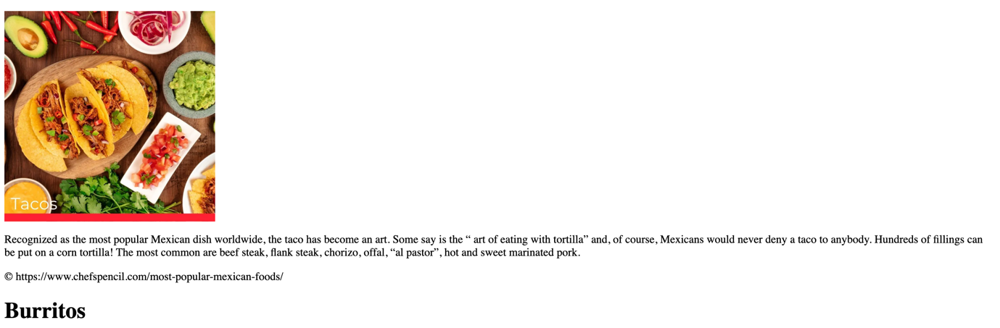 Tacos
Recognized as the most popular Mexican dish worldwide, the taco has become an art. Some say is the “ art of eating with tortilla” and, of course, Mexicans would never deny a taco to anybody. Hundreds of fillings can
be put on a corn tortilla! The most common are beef steak, flank steak, chorizo, offal, “al pastor”, hot and sweet marinated pork.
© https://www.chefspencil.com/most-popular-mexican-foods/
Burritos